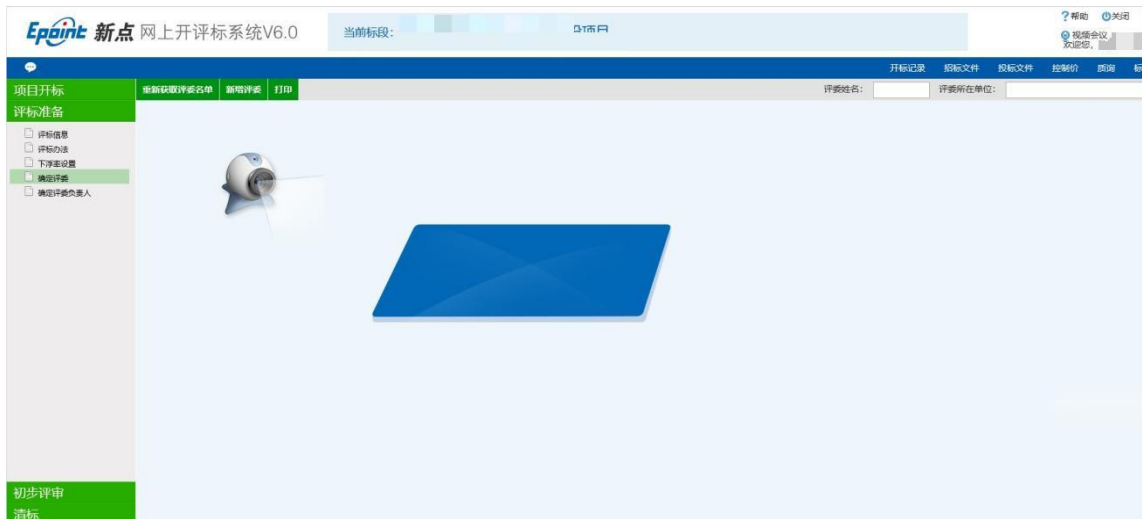 Epoint 新点 网上开评标系统V6.0
当前标段:
?帮助 关闭
视频会议
欢迎您,
开标记录 招标文件 投标文件 控制价 质询
项目开标
重新获取评委名单 新增评委 打印
评委姓名: 评委所在单位:
评标准备
评标信息
评标办法
下浮率设置
确定评委
确定评委负责人
初步评审
清标